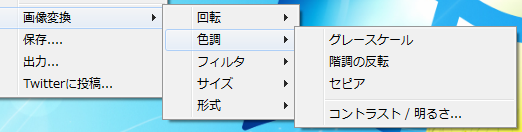 画像変換
保存....
出力...
Twitterに投稿...
回転
色調
フィルタ
サイズ
形式
グレースケール
階調の反転
セピア
コントラスト / 明るさ...